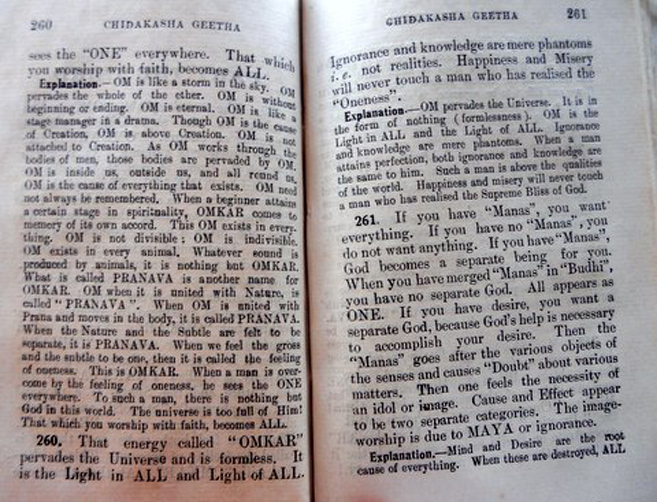 260 CHIDAKASHA GEETHA
sees the "ONE" everywhere. That which
you worship with faith, becomes ALL.
Explanation.—OM is like a storm in the sky. OM
pervades the whole of the ether. OM is without
beginning or ending. OM is eternal. OM is like a
stage manager in a drama. Though OM is the cause
of Creation, OM is above Creation. OM is not
attached to Creation. As OM works through the
bodies of men, those bodies are pervaded by OM.
OM is inside us, outside us, and all round us.
OM is the cause of everything that exists. OM need
not always be remembered. When a beginner attains
a certain stage in spirituality, OMKAR comes to
memory of its own accord. This OM exists in every-
thing. OM is not divisible; OM is indivisible.
OM exists in every animal. Whatever sound is
produced by animals, it is nothing but OMKAR.
What is called PRANAVA is another name for
OMKAR. OM when it is united with Nature, is
called "PRANAVA". When OM is united with
Prana and moves in the body, it is called PRANAVA.
When the Nature and the Subtle are felt to be
separate, it is PRANAVA. When we feel the gross
and the subtle to be one, then it is called the feeling
of oneness. This is OMKAR. When a man is over-
come by the feeling of oneness, he sees the ONE
everywhere. To such a man, there is nothing but
God in this world. The universe is too full of Him!
That which you worship with faith, becomes ALL.
260. That energy called "OMKAR"
pervades the Universe and is formless. It
is the Light in ALL and Light of ALL.
CHIDAKASHA GEETHA 261
Ignorance and knowledge are mere phantoms
i. e. not realities. Happiness and Misery
will never touch a man who has realised the
"Oneness".
Explanation.—OM pervades the Universe. It is in
the form of nothing (formlessness). OM is the
Light in ALL and the Light of ALL. Ignorance
and knowledge are mere phantoms. When a man
attains perfection, both ignorance and knowledge are
the same to him. Such a man is above the qualities
of the world. Happiness and misery will never touch
a man who has realised the Supreme Bliss of God.
261. If you have "Manas", you want
everything. If you have no "Manas", you
do not want anything. If you have "Manas",
God becomes a separate being for you.
When you have merged "Manas" in "Budhi",
you have no separate God. All appears as
ONE. If you have desire, you want a
separate God, because God's help is necessary
to accomplish your desire. Then the
"Manas" goes after the various objects of
the senses and causes "Doubt" about various
matters. Then one feels the necessity of
an idol or image. Cause and Effect appear
to be two separate categories. The image-
worship is due to MAYA or ignorance.
Explanation.—Mind and Desire are the root
cause of everything. When these are destroyed, ALL